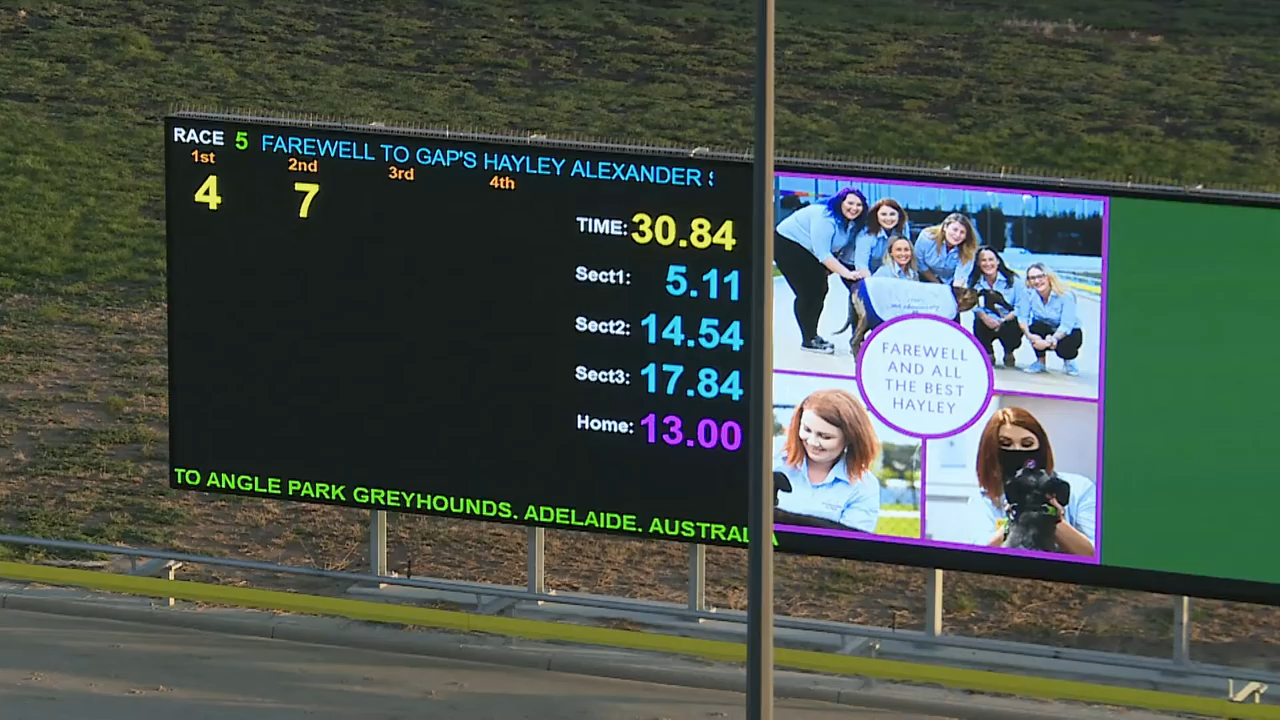 RACE 5 FAREWELL TO GAP'S HAYLEY ALEXANDER
1st 2nd 3rd 4th
4 7
TIME: 30.84
Sect1: 5.11
Sect2: 14.54
Sect3: 17.84
Home: 13.00
TO ANGLE PARK GREYHOUNDS. ADELAIDE. AUSTRALIA
FAREWELL
AND ALL
THE BEST
HAYLEY